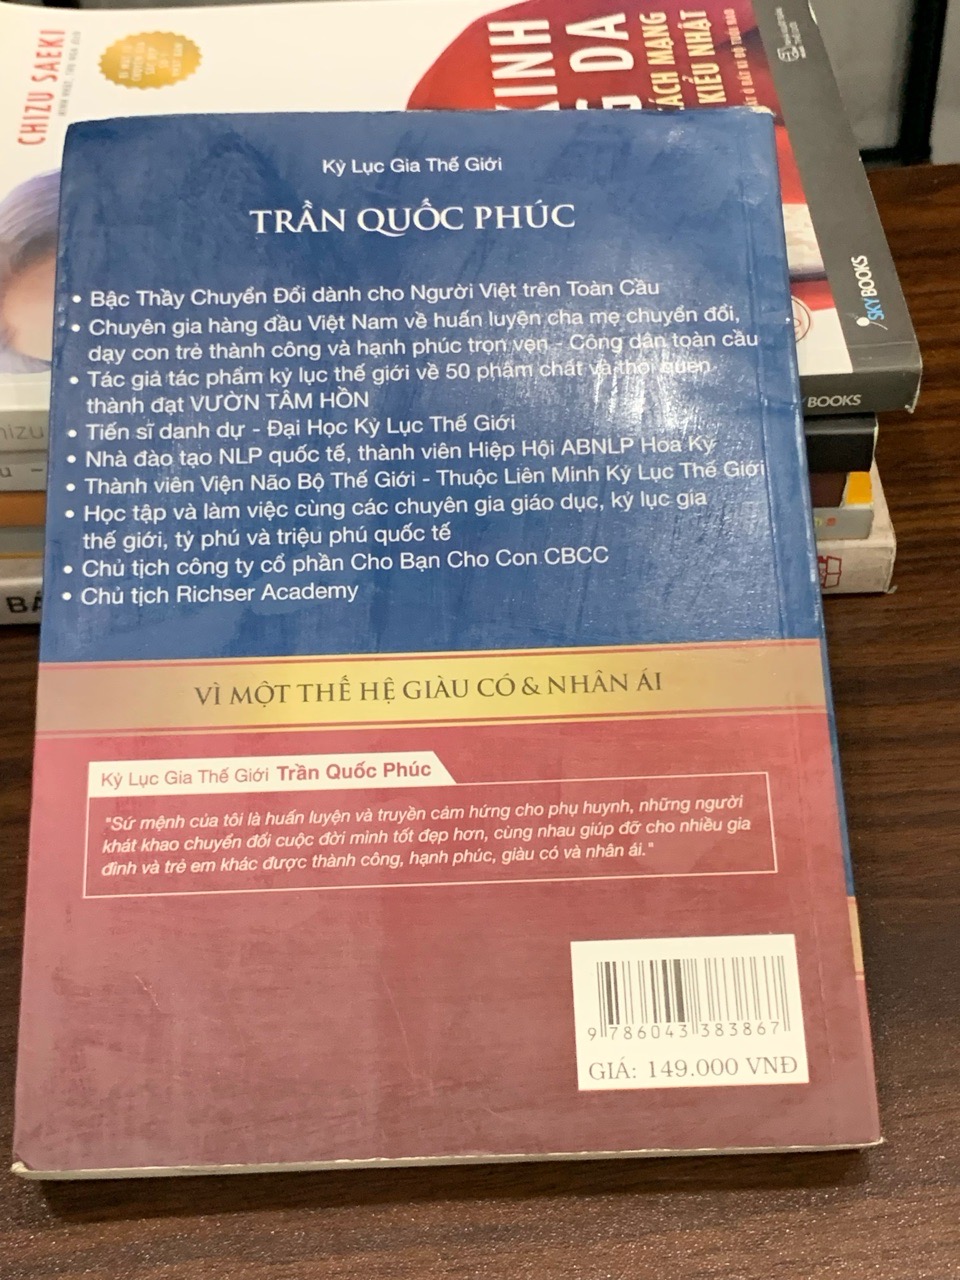 CHIZU SAEKI
KINH
G DA
ÁCH MẠNG
KIỂU NHẬT
SKYBOOKS
BOOKS
Kỷ Lục Gia Thế Giới
TRẦN QUỐC PHÚC
• Bậc Thầy Chuyển Đổi dành cho Người Việt trên Toàn Cầu
• Chuyên gia hàng đầu Việt Nam về huấn luyện cha mẹ chuyển đổi,
dạy con trẻ thành công và hạnh phúc trọn vẹn - Công dân toàn cầu
• Tác giả tác phẩm kỷ lục thế giới về 50 phẩm chất và thói quen
thành đạt VƯỜN TÂM HỒN
• Tiến sĩ danh dự - Đại Học Kỷ Lục Thế Giới
• Nhà đào tạo NLP quốc tế, thành viên Hiệp Hội ABNLP Hoa Kỳ
• Thành viên Viện Não Bộ Thế Giới - Thuộc Liên Minh Kỷ Lục Thế Giới
• Học tập và làm việc cùng các chuyên gia giáo dục, kỷ lục gia
thế giới, tỷ phú và triệu phú quốc tế
• Chủ tịch công ty cổ phần Cho Bạn Cho Con CBCC
• Chủ tịch Richser Academy
VÌ MỘT THẾ HỆ GIÀU CÓ & NHÂN ÁI
Kỷ Lục Gia Thế Giới Trần Quốc Phúc
"Sứ mệnh của tôi là huấn luyện và truyền cảm hứng cho phụ huynh, những người
khát khao chuyển đổi cuộc đời mình tốt đẹp hơn, cùng nhau giúp đỡ cho nhiều gia
đình và trẻ em khác được thành công, hạnh phúc, giàu có và nhân ái."
9 786043 383867
GIÁ: 149.000 VNĐ